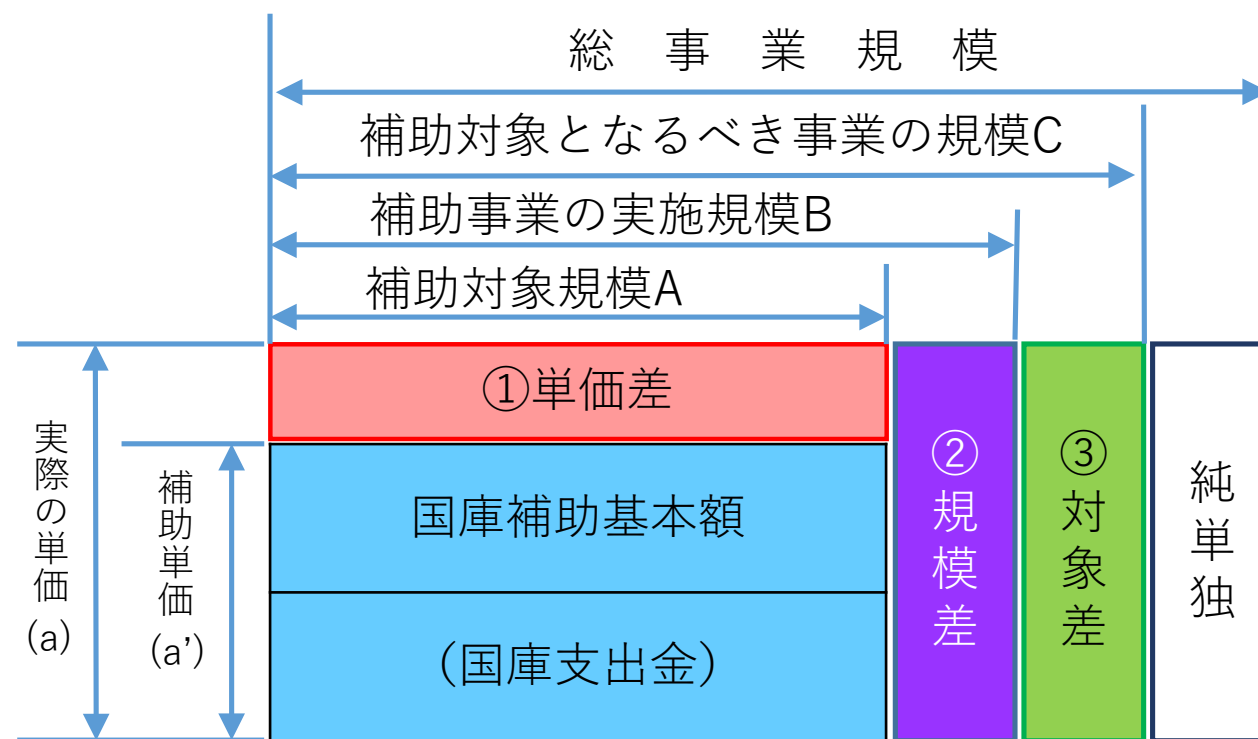 総事業規模
補助対象となるべき事業の規模C
補助事業の実施規模B
補助対象規模A
実際の単価(a)
補助単価(a’)
①単価差
国庫補助基本額
(国庫支出金)
②規模差
③対象差
純単独